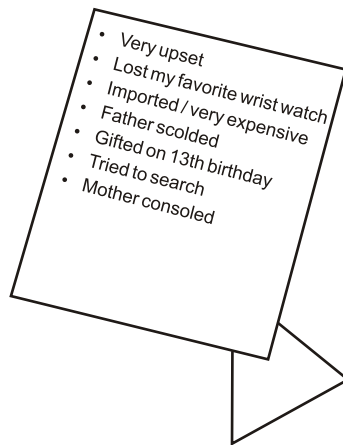 • Very upset
• Lost my favorite wrist watch
• Imported / very expensive
• Father scolded
• Gifted on 13th birthday
• Tried to search
• Mother consoled